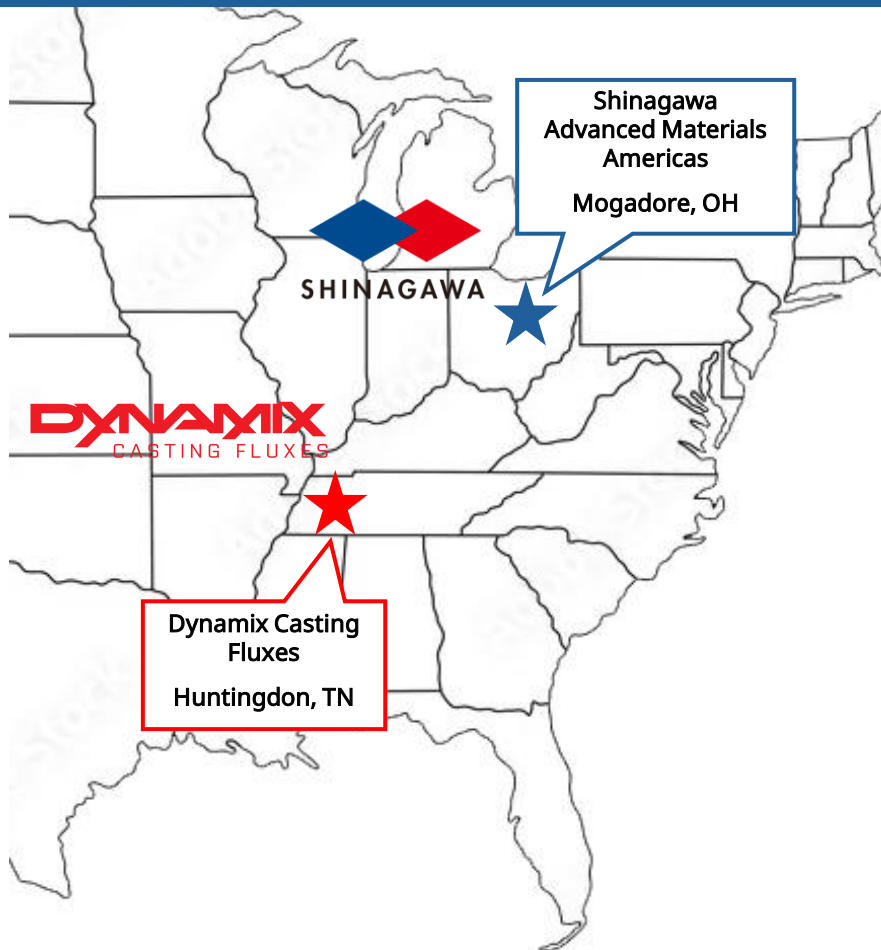 Shinagawa
Advanced Materials
Americas
Mogadore, OH
SHINAGAWA
DYNAMIX
CASTING FLUXES
Dynamix Casting
Fluxes
Huntingdon, TN